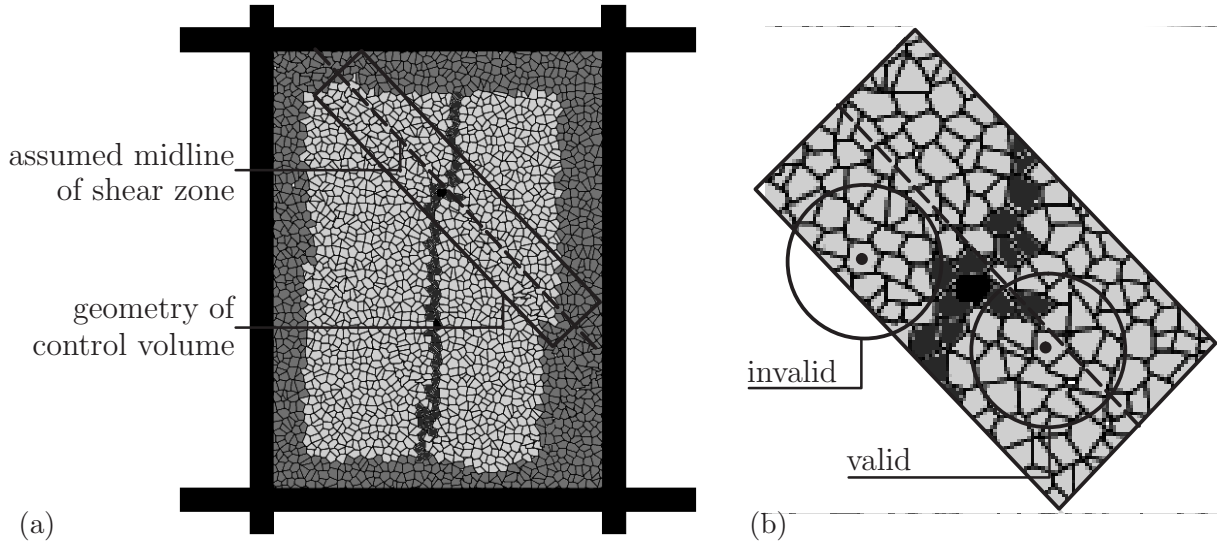 assumed midline
of shear zone
geometry of
control volume
(a)
invalid
valid
(b)